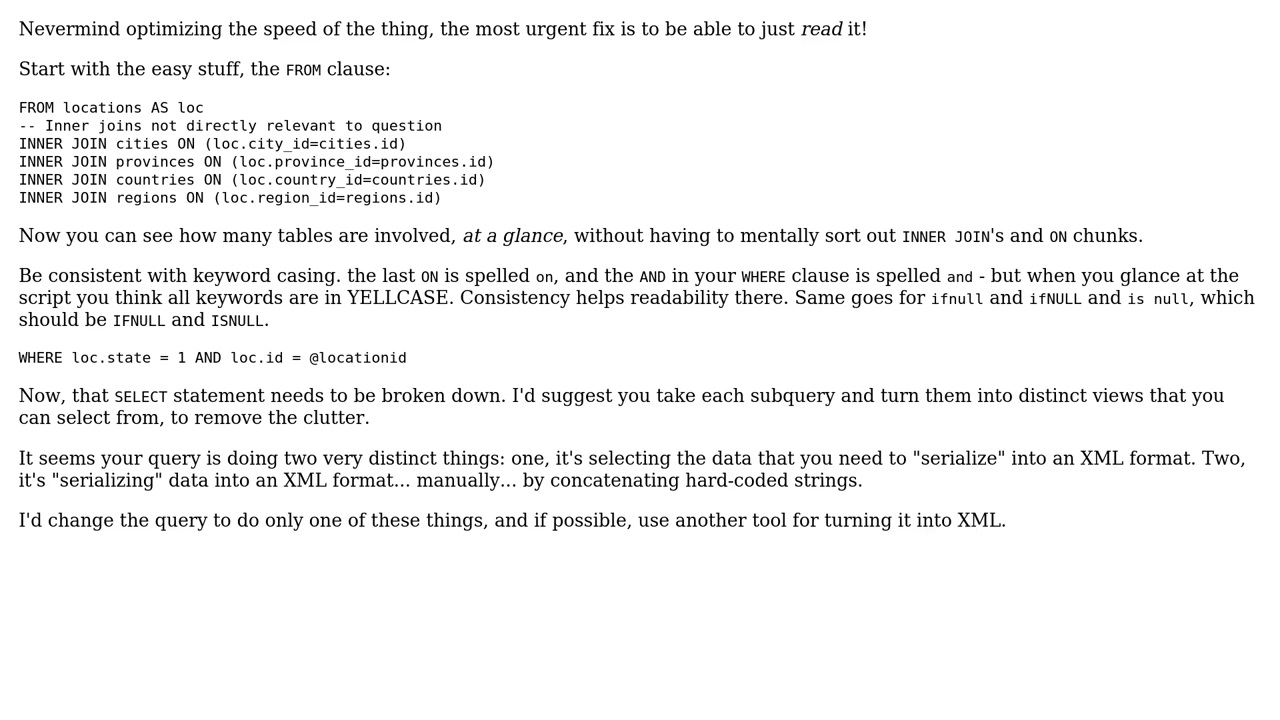 Nevermind optimizing the speed of the thing, the most urgent fix is to be able to just read it!
Start with the easy stuff, the FROM clause:
FROM locations AS loc
-- Inner joins not directly relevant to question
INNER JOIN cities ON (loc.city_id=cities.id)
INNER JOIN provinces ON (loc.province_id=provinces.id)
INNER JOIN countries ON (loc.country_id=countries.id)
INNER JOIN regions ON (loc.region_id=regions.id)
Now you can see how many tables are involved, at a glance, without having to mentally sort out INNER JOIN's and ON chunks.
Be consistent with keyword casing. the last ON is spelled on, and the AND in your WHERE clause is spelled and - but when you glance at the
script you think all keywords are in YELLCASE. Consistency helps readability there. Same goes for ifnull and ifNULL and is null, which
should be IFNULL and ISNULL.
WHERE loc.state = 1 AND loc.id = @locationid
Now, that SELECT statement needs to be broken down. I'd suggest you take each subquery and turn them into distinct views that you
can select from, to remove the clutter.
It seems your query is doing two very distinct things: one, it's selecting the data that you need to "serialize" into an XML format. Two,
it's "serializing" data into an XML format... manually... by concatenating hard-coded strings.
I'd change the query to do only one of these things, and if possible, use another tool for turning it into XML.